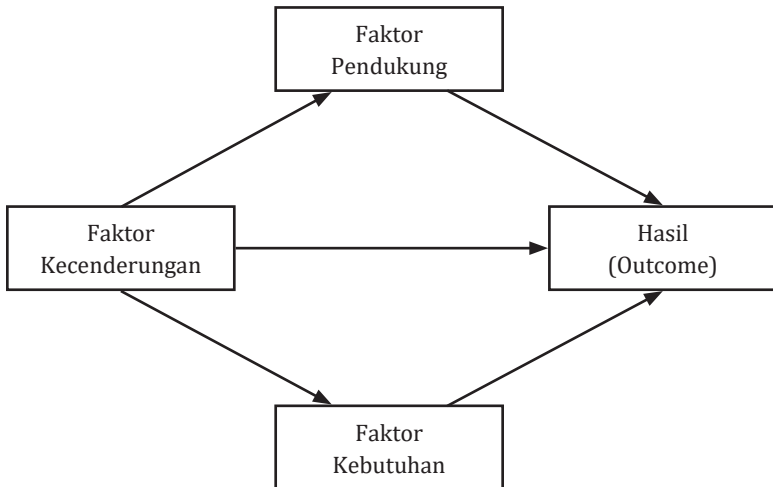 Faktor
Pendukung
Faktor
Kecenderungan
Hasil
(Outcome)
Faktor
Kebutuhan